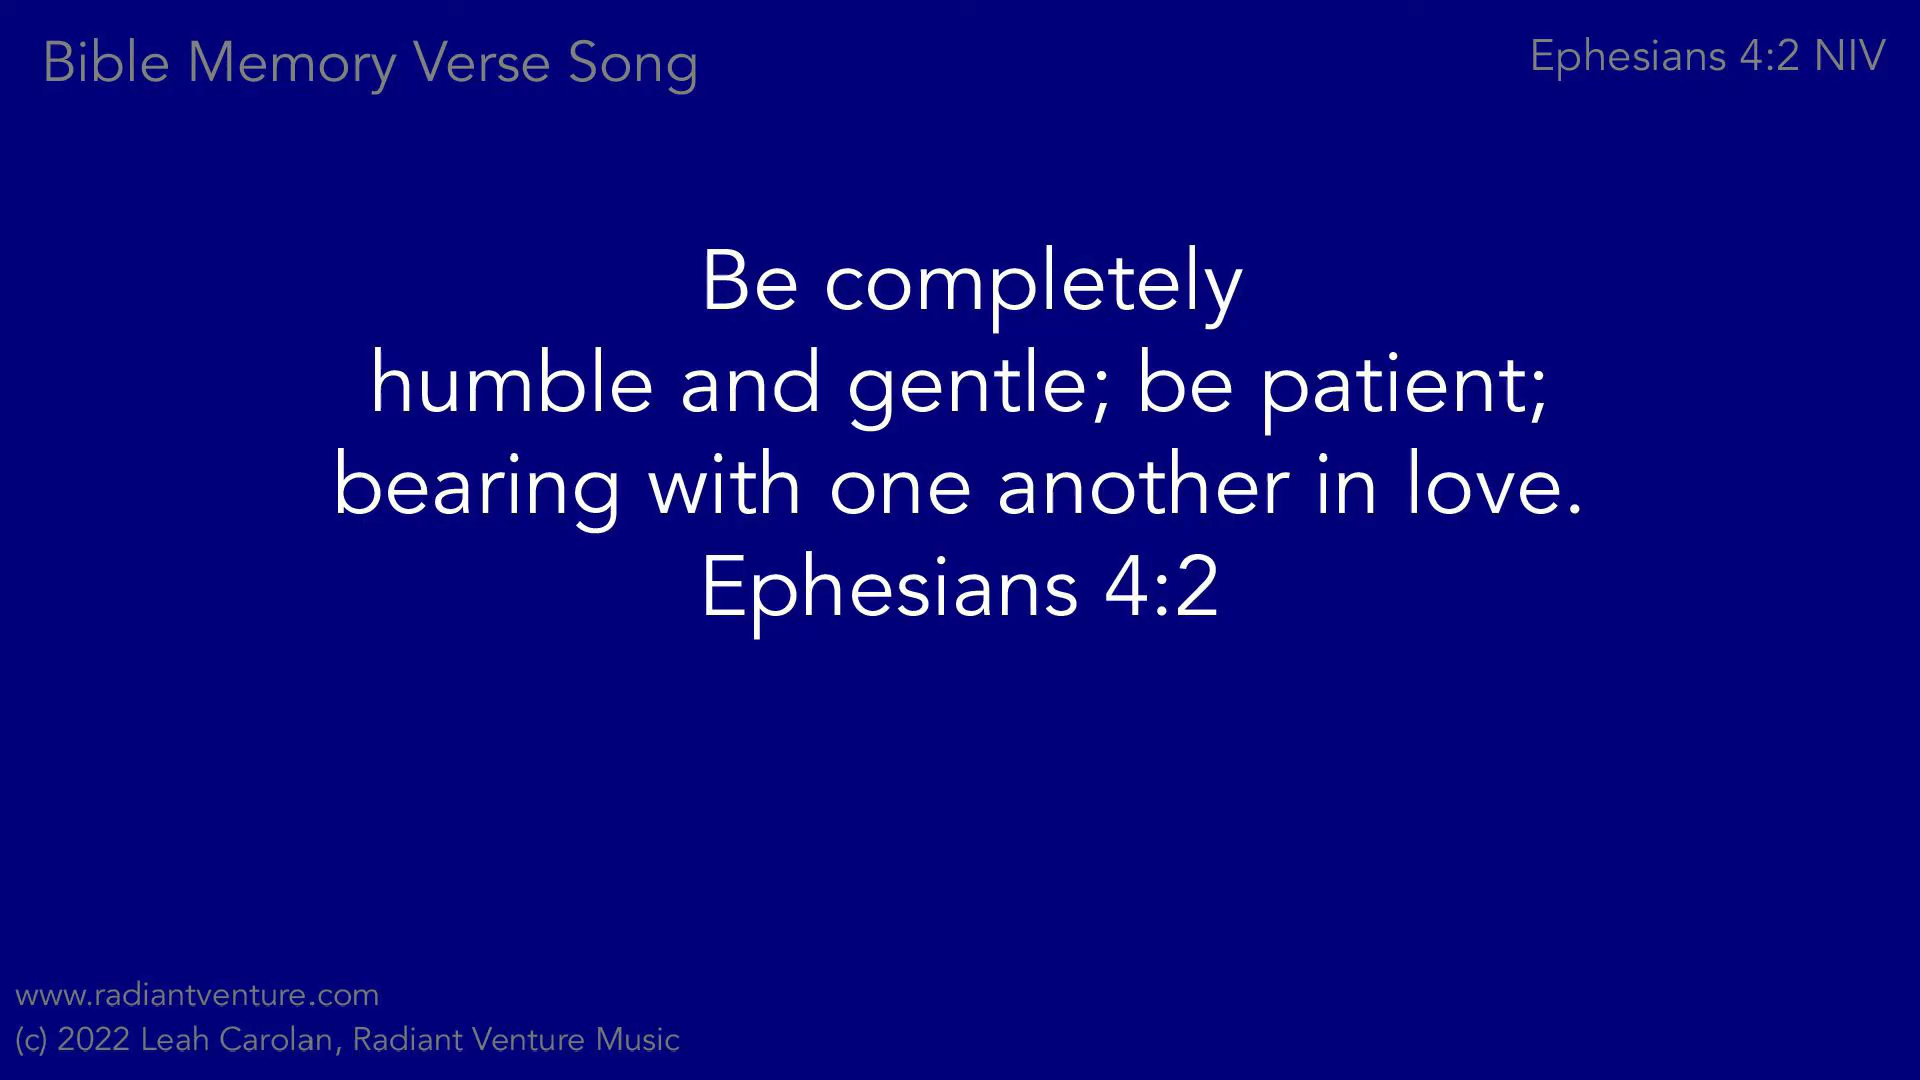 Bible Memory Verse Song
Ephesians 4:2 NIV
Be completely
humble and gentle; be patient;
bearing with one another in love.
Ephesians 4:2
www.radiantventure.com
(c) 2022 Leah Carolan, Radiant Venture Music